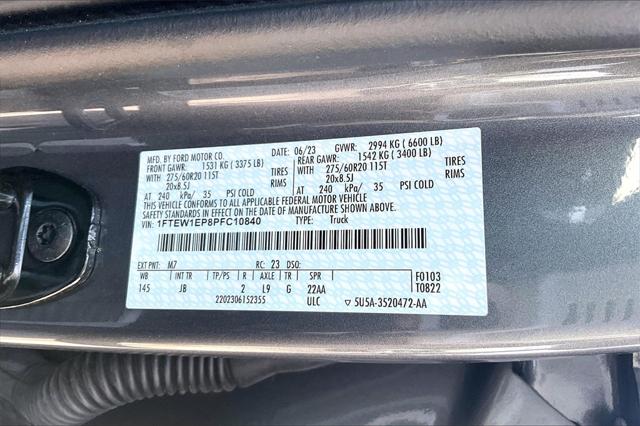 MFD. BY FORD MOTOR CO. DATE: 06/23 GVWR: 2994 KG ( 6600 LB)
FRONT GAWR: 1531 KG ( 3375 LB) REAR GAWR: 1542 KG ( 3400 LB)
WITH 275/60R20 115T TIRES WITH 275/60R20 115T TIRES
20x8.5J RIMS 20x8.5J RIMS
AT 240 kPa/ 35 PSI COLD AT 240 kPa/ 35 PSI COLD
THIS VEHICLE CONFORMS TO ALL APPLICABLE FEDERAL MOTOR VEHICLE
SAFETY AND THEFT PREVENTION STANDARDS IN EFFECT ON THE DATE OF MANUFACTURE SHOWN ABOVE.
VIN: 1FTEW1EP8PFC10840 TYPE: Truck
EXT PNT: M7 RC: 23 DSO:
WB INT TR TP/PS R AXLE TR SPR F0103
145 JB 2 L9 G 22AA T0822
2202306152355 ULC ▽ 5U5A-3520472-AA